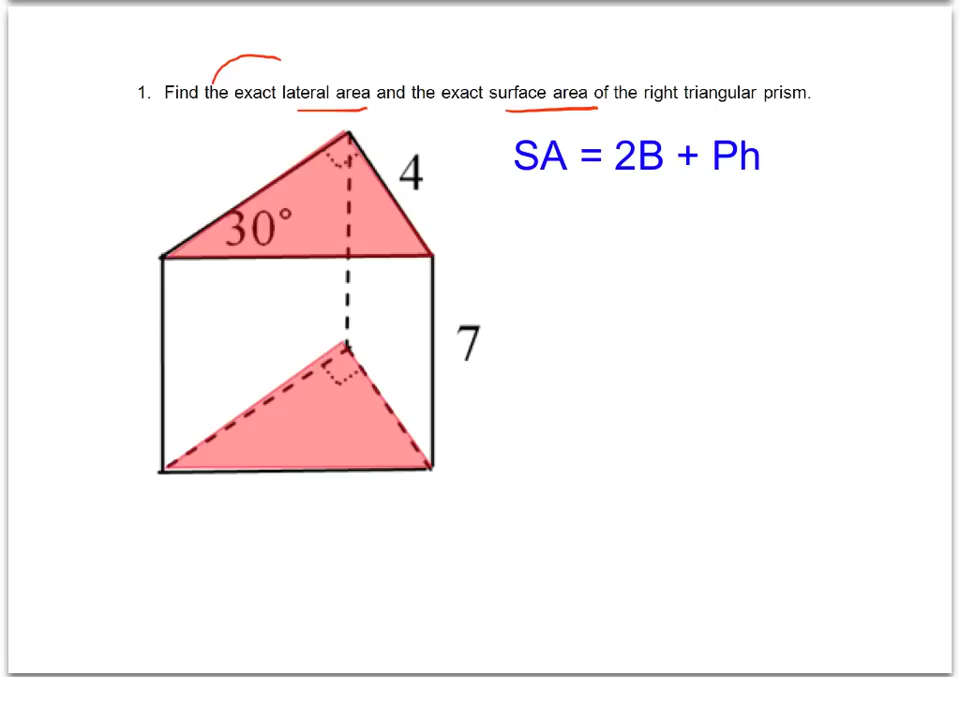 1. Find the exact lateral area and the exact surface area of the right triangular prism.
SA = 2B + Ph
4
30°
7